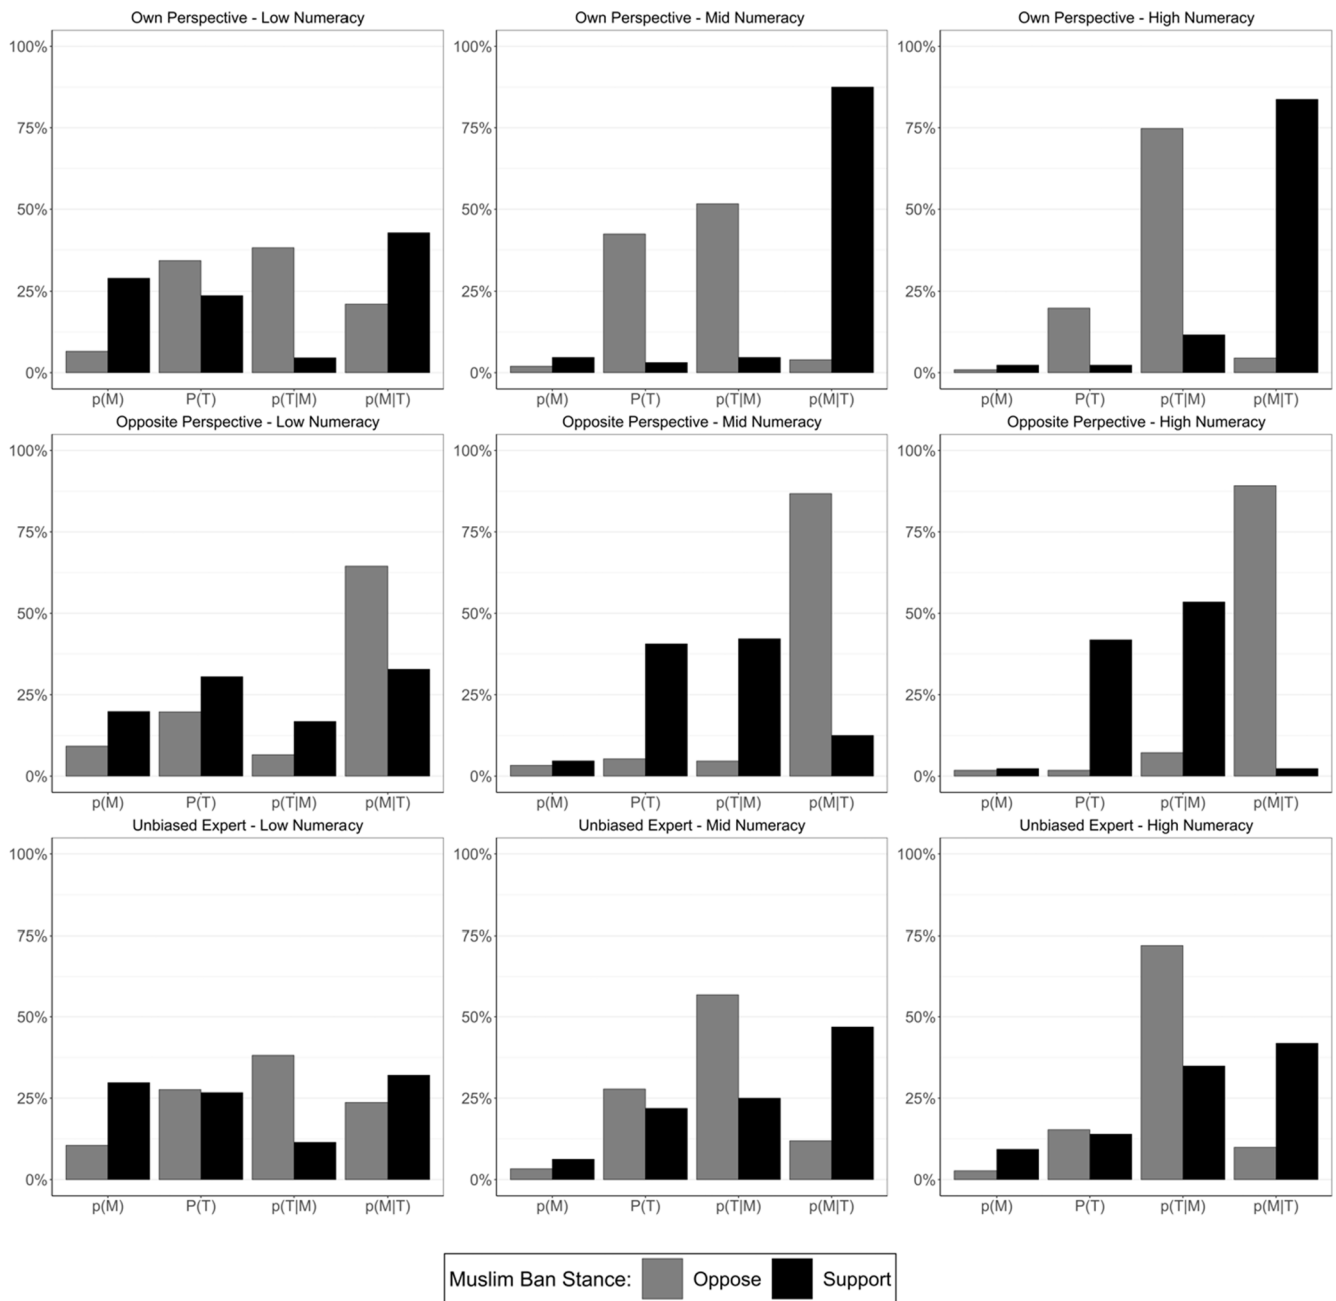 Own Perspective - Low Numeracy
Own Perspective - Mid Numeracy
Own Perspective - High Numeracy
100%
75%
50%
25%
0%
100%
75%
50%
25%
0%
100%
75%
50%
25%
0%
p(M) P(T) p(T|M) p(M|T)
p(M) P(T) p(T|M) p(M|T)
p(M) P(T) p(T|M) p(M|T)
Opposite Perspective - Low Numeracy
Opposite Perspective - Mid Numeracy
Opposite Perpective - High Numeracy
100%
75%
50%
25%
0%
100%
75%
50%
25%
0%
100%
75%
50%
25%
0%
p(M) P(T) p(T|M) p(M|T)
p(M) P(T) p(T|M) p(M|T)
p(M) P(T) p(T|M) p(M|T)
Unbiased Expert - Low Numeracy
Unbiased Expert - Mid Numeracy
Unbiased Expert - High Numeracy
100%
75%
50%
25%
0%
100%
75%
50%
25%
0%
100%
75%
50%
25%
0%
p(M) P(T) p(T|M) p(M|T)
p(M) P(T) p(T|M) p(M|T)
p(M) P(T) p(T|M) p(M|T)
Muslim Ban Stance: Oppose Support